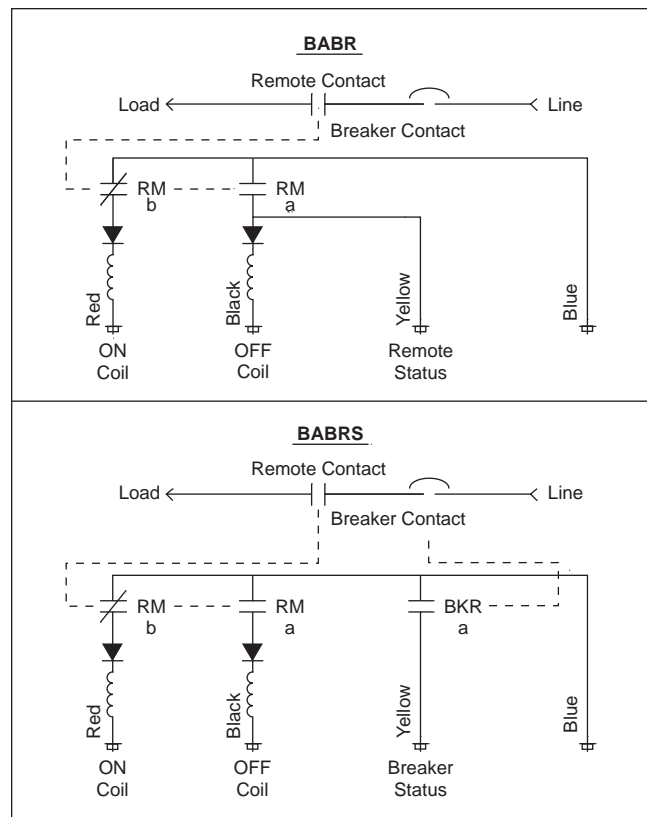 BABR
Remote Contact
Load
Line
Breaker Contact
RM
b
RM
a
Red
Black
Yellow
Blue
ON
Coil
OFF
Coil
Remote
Status
BABRS
Remote Contact
Load
Line
Breaker Contact
RM
b
RM
a
BKR
a
Red
Black
Yellow
Blue
ON
Coil
OFF
Coil
Breaker
Status